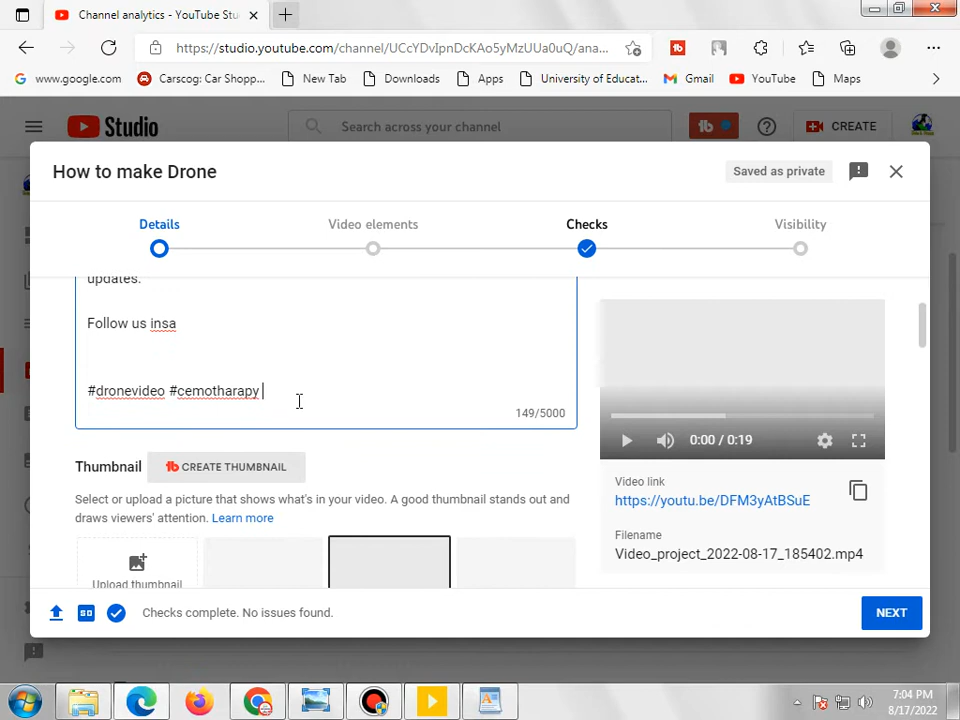 Channel analytics - YouTube Stu
https://studio.youtube.com/channel/UCcYDvIpnDcKAo5yMzUUa0uQ/ana...
www.google.com
Carscog: Car Shopp...
New Tab
Downloads
Apps
University of Educat...
Gmail
YouTube
Maps
Studio
Search across your channel
CREATE
How to make Drone
Saved as private
Details
Video elements
Checks
Visibility
updates.
Follow us insa
#dronevideo #cemotharapy
149/5000
Thumbnail
CREATE THUMBNAIL
Select or upload a picture that shows what's in your video. A good thumbnail stands out and
draws viewers' attention. Learn more
Upload thumbnail
0:00 / 0:19
Video link
https://youtu.be/DFM3yAtBSuE
Filename
Video_project_2022-08-17_185402.mp4
SD
Checks complete. No issues found.
NEXT
7:04 PM
8/17/2022